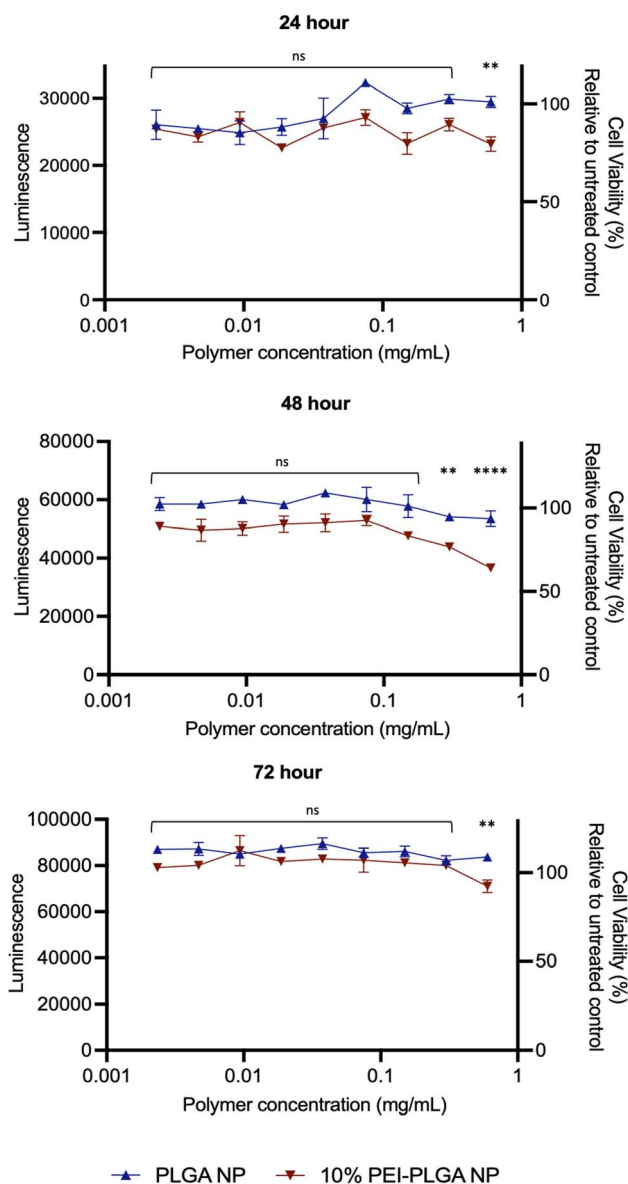 24 hour
ns
**
30000
20000
10000
0
Luminescence
100
50
0
Cell Viability (%)
Relative to untreated control
0.001
0.01
0.1
1
Polymer concentration (mg/mL)
48 hour
ns
**
****
80000
60000
40000
20000
0
Luminescence
100
50
0
Cell Viability (%)
Relative to untreated control
0.001
0.01
0.1
1
Polymer concentration (mg/mL)
72 hour
ns
**
100000
80000
60000
40000
20000
0
Luminescence
100
50
0
Cell Viability (%)
Relative to untreated control
0.001
0.01
0.1
1
Polymer concentration (mg/mL)
PLGA NP
10% PEI-PLGA NP